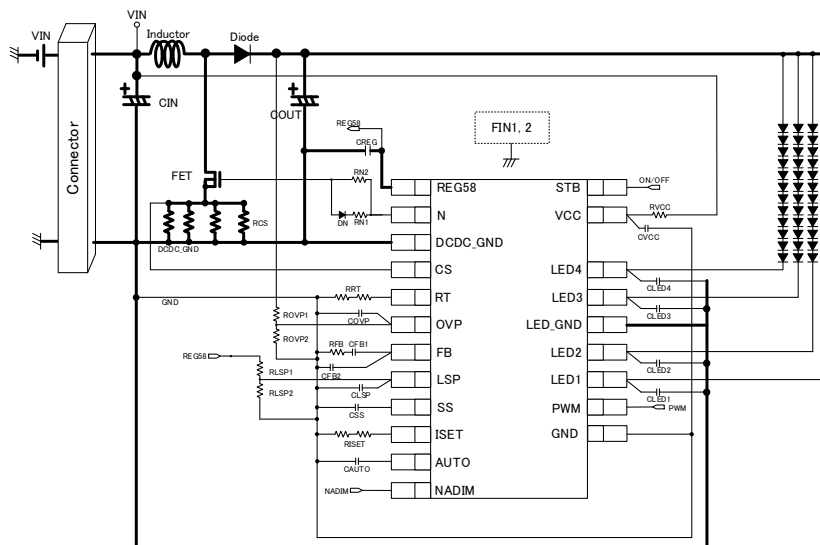 VIN
VIN
Inductor
Diode
CIN
COUT
Connector
REG58
CREG
FIN1, 2
FET
RN2
DN
RN1
RCS
DCDC_GND
REG58
N
DCDC_GND
CS
RT
OVP
FB
LSP
SS
ISET
AUTO
NADIM
STB
VCC
LED4
LED3
LED_GND
LED2
LED1
PWM
GND
ON/OFF
RVCC
CVCC
CLED4
CLED3
CLED2
CLED1
PWM
GND
RRT
ROVP1
COVP
ROVP2
RFB
CFB1
REG58
RLSP1
CFB2
RLSP2
CLSP
CSS
RISET
CAUTO
NADIM